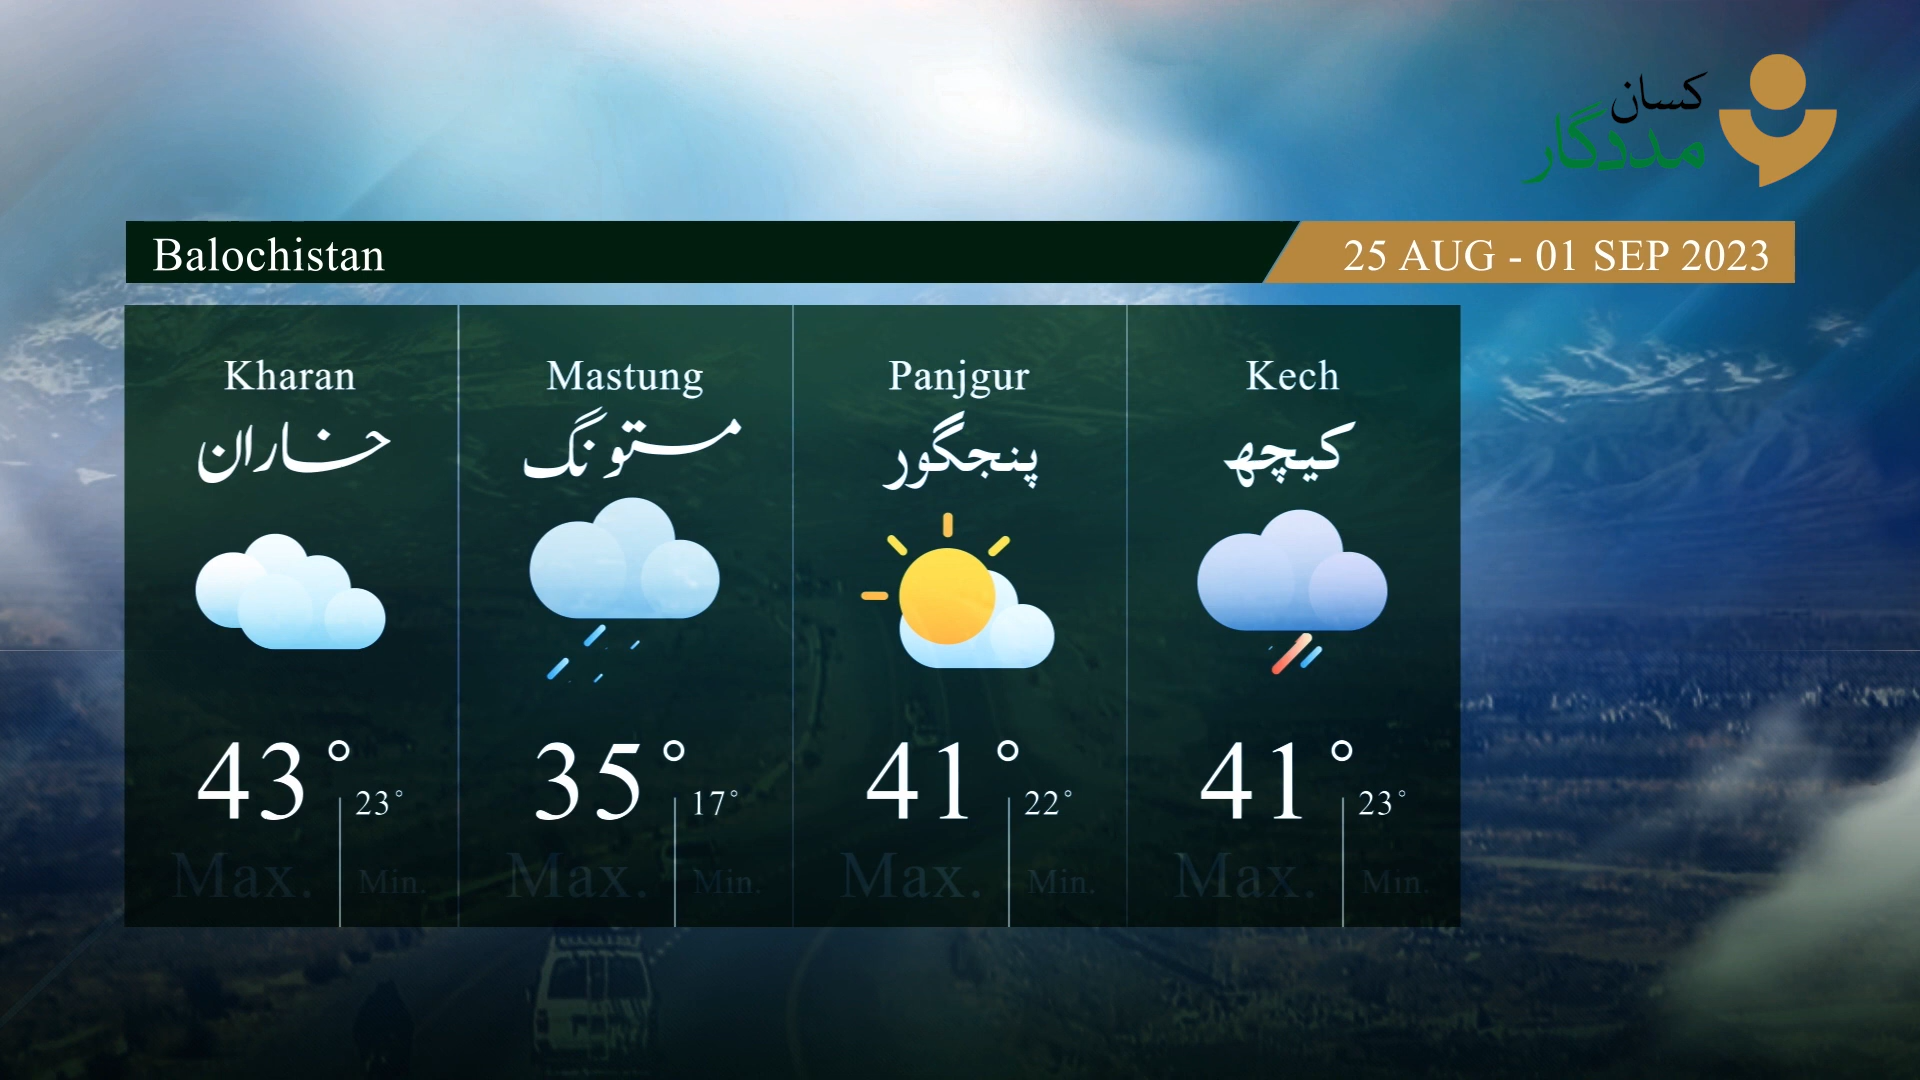 کسان
مددگار
Balochistan
25 AUG - 01 SEP 2023
Kharan
خاران
43°
23°
Max.
Min.
Mastung
مستونگ
35°
17°
Max.
Min.
Panjgur
پنجگور
41°
22°
Max.
Min.
Kech
کیچھ
41°
23°
Max.
Min.